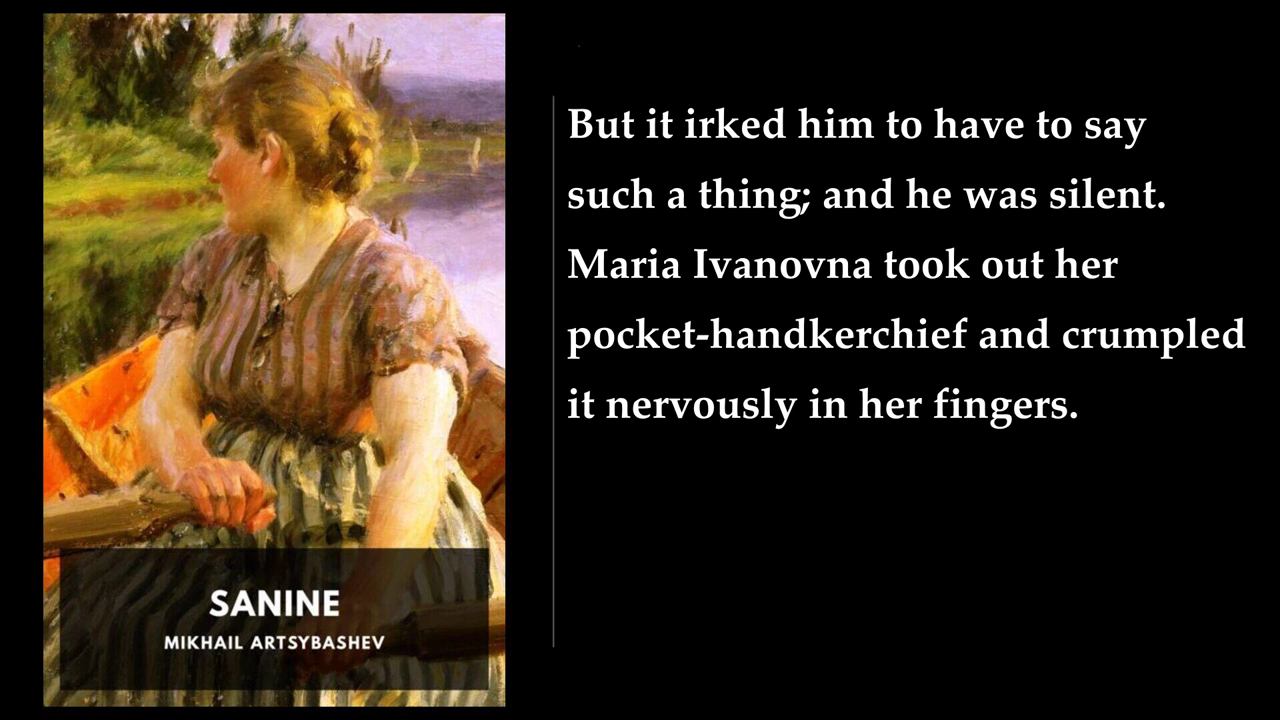 SANINE
MIKHAIL ARTSYBASHEV
But it irked him to have to say
such a thing; and he was silent.
Maria Ivanovna took out her
pocket-handkerchief and crumpled
it nervously in her fingers.